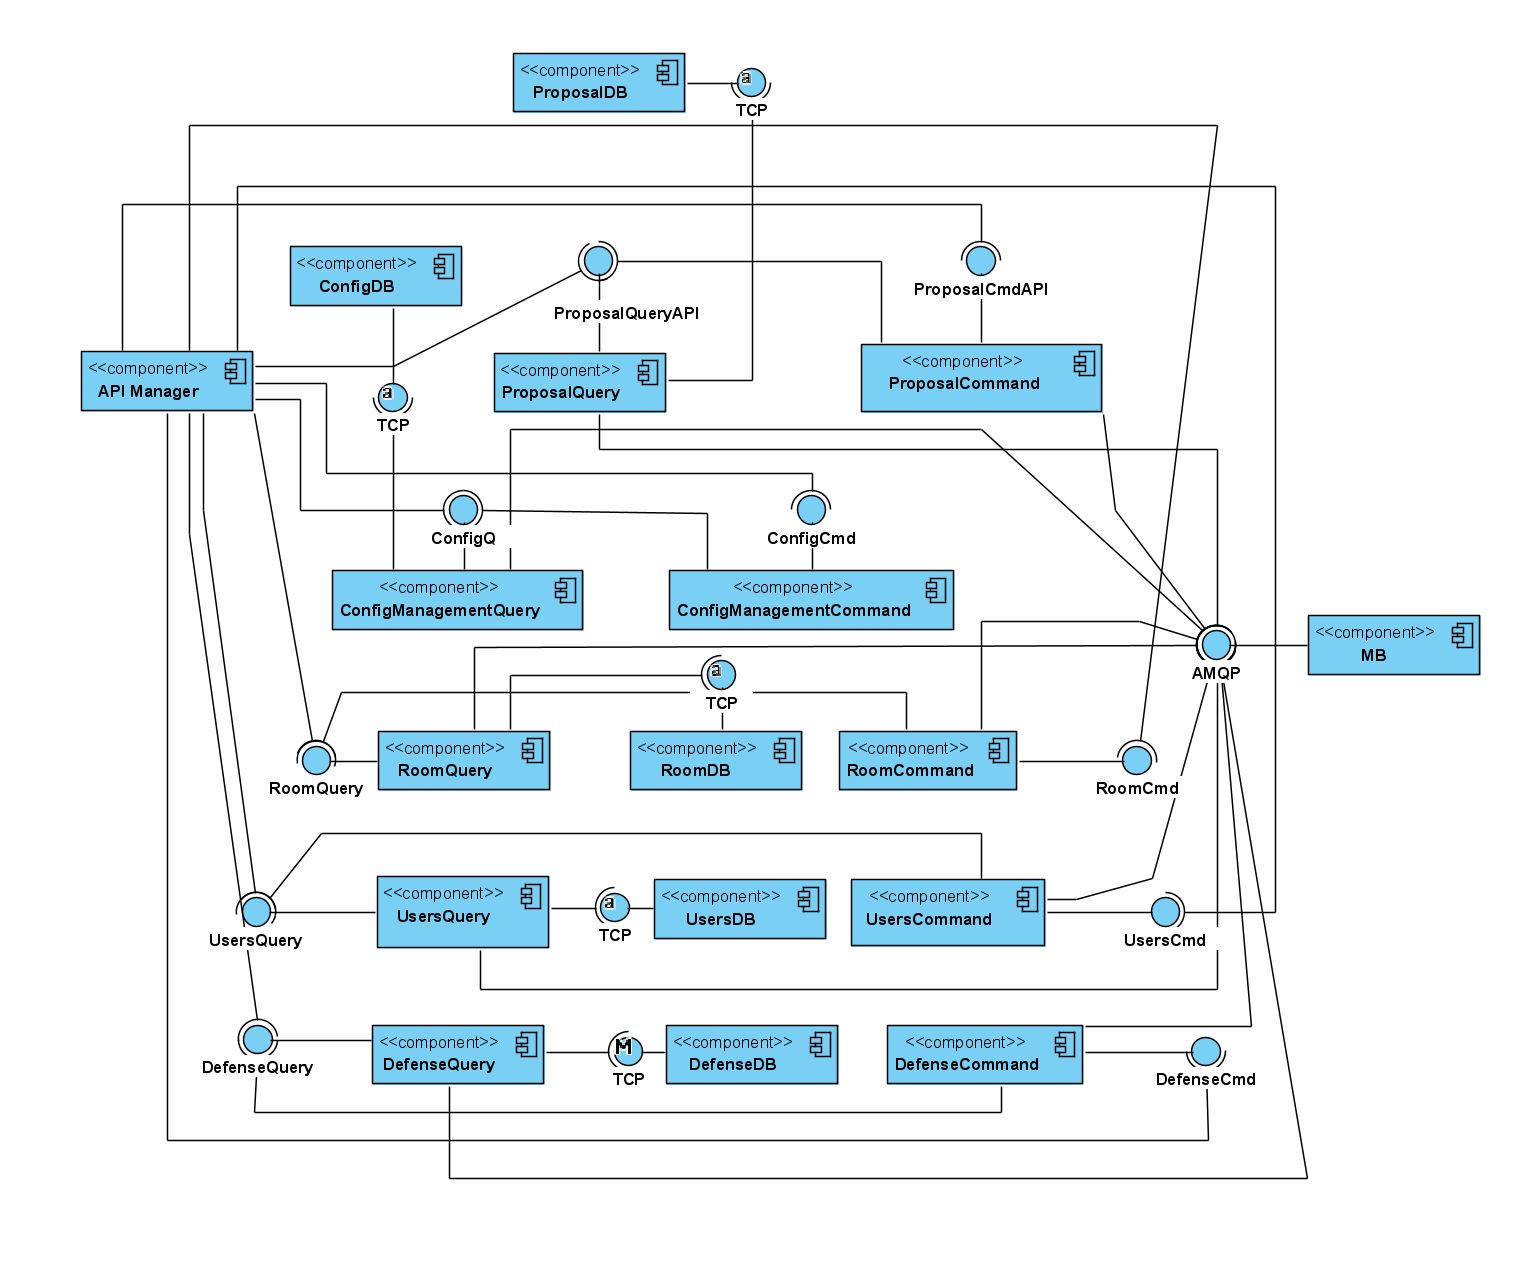 <<component>>
ProposalDB
a
TCP
<<component>>
ConfigDB
ProposalQueryAPI
ProposalCmdAPI
<<component>>
API Manager
a
TCP
<<component>>
ProposalQuery
<<component>>
ProposalCommand
ConfigQ
ConfigCmd
<<component>>
ConfigManagementQuery
<<component>>
ConfigManagementCommand
<<component>>
MB
AMQP
a
TCP
<<component>>
RoomQuery
<<component>>
RoomDB
<<component>>
RoomCommand
RoomQuery
RoomCmd
<<component>>
UsersQuery
a
TCP
<<component>>
UsersDB
<<component>>
UsersCommand
UsersQuery
UsersCmd
<<component>>
DefenseQuery
M
TCP
<<component>>
DefenseDB
<<component>>
DefenseCommand
DefenseQuery
DefenseCmd